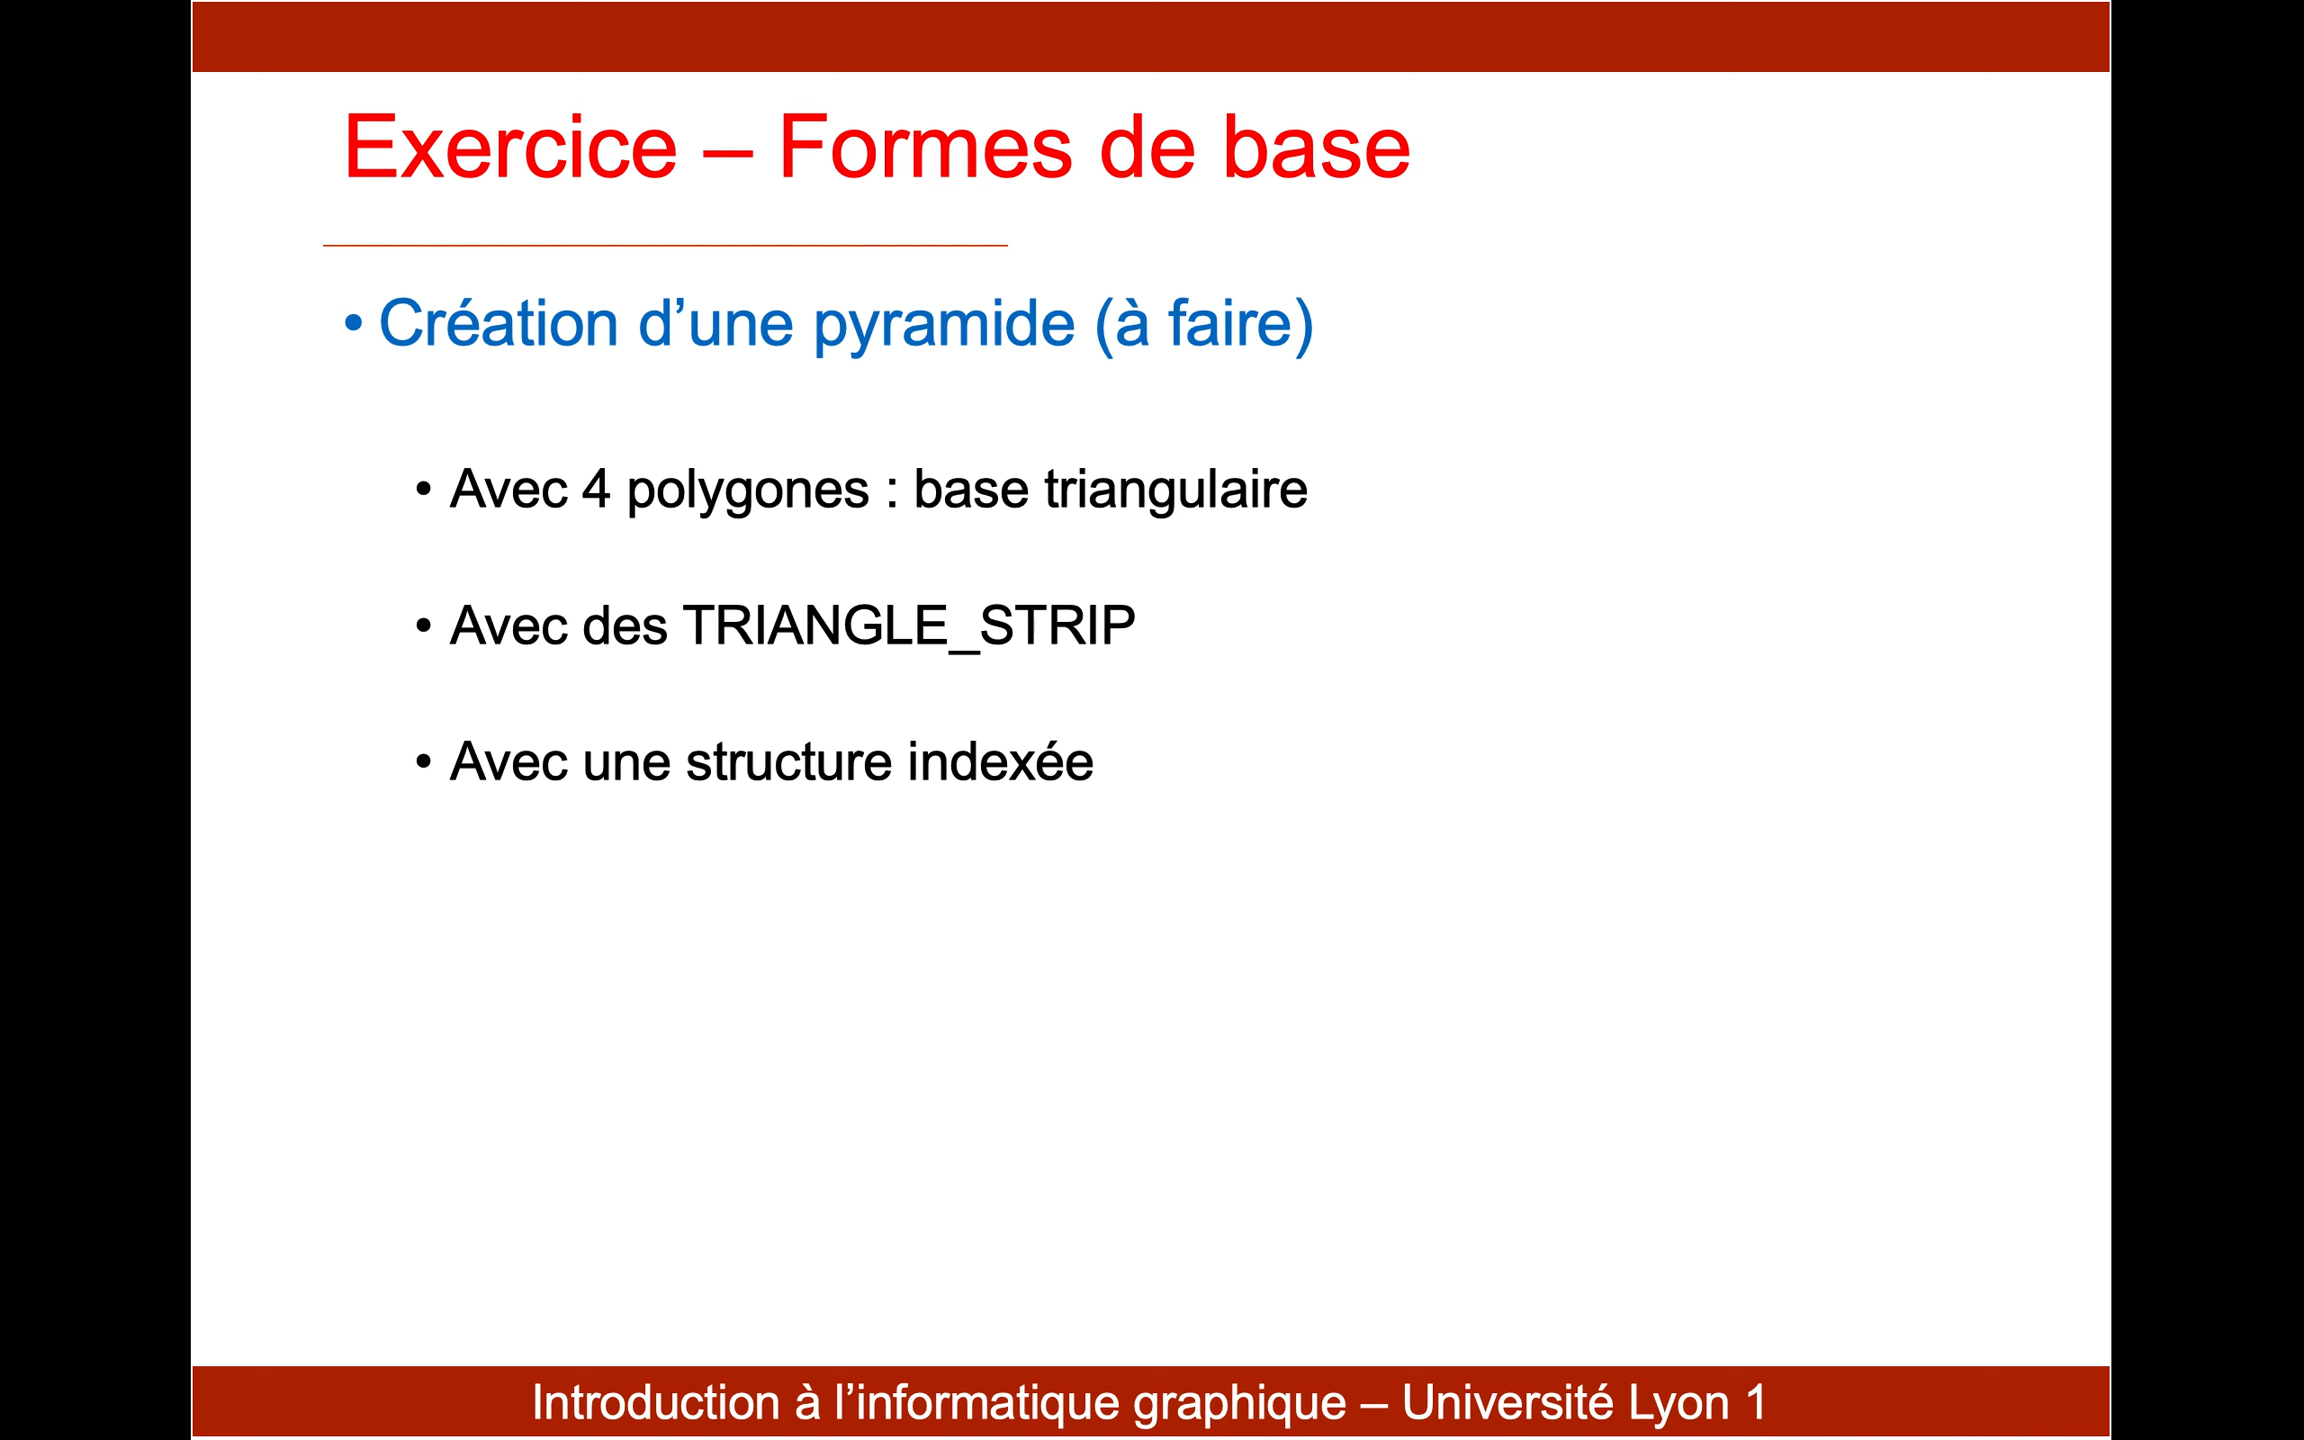 Exercice – Formes de base
• Création d’une pyramide (à faire)
• Avec 4 polygones : base triangulaire
• Avec des TRIANGLE_STRIP
• Avec une structure indexée
Introduction à l’informatique graphique – Université Lyon 1